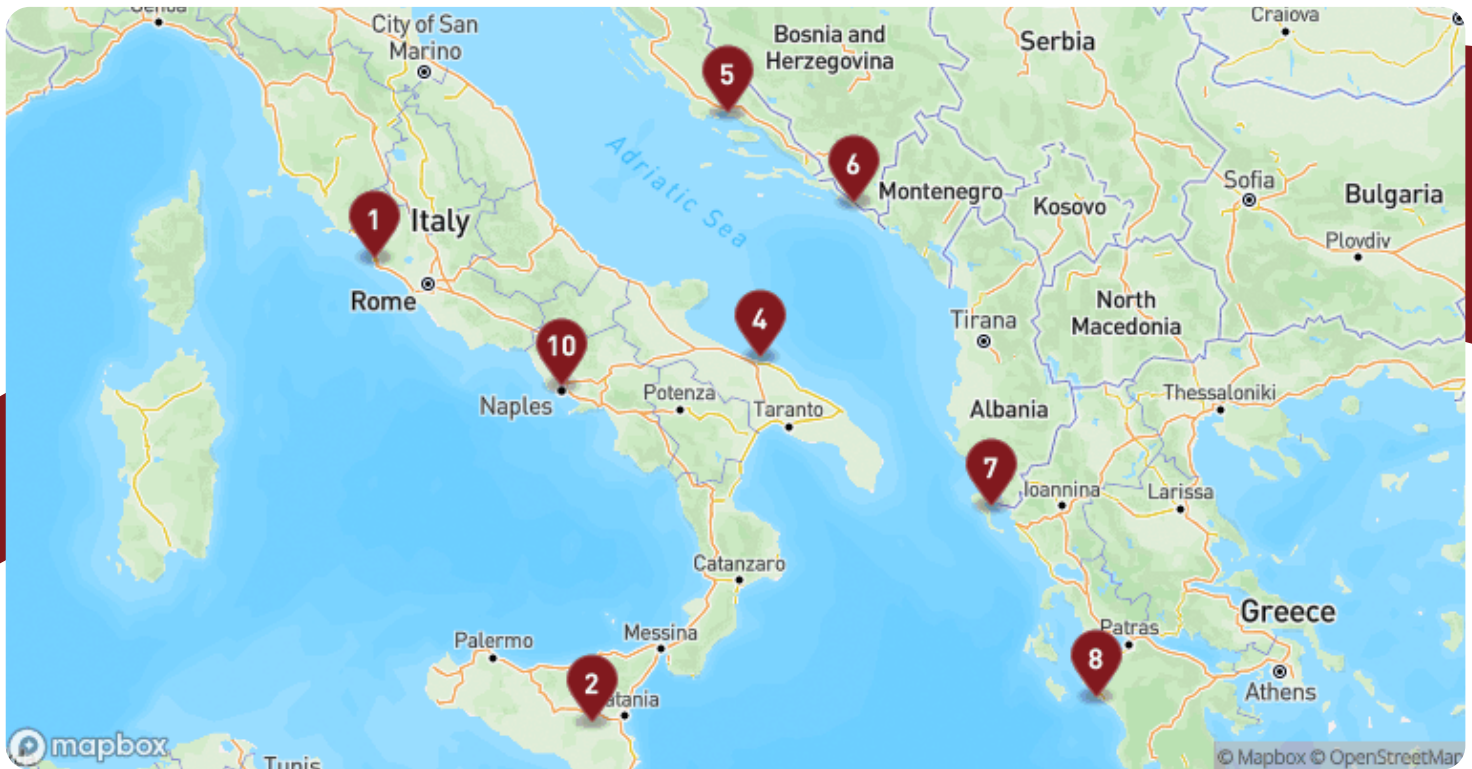 Genoa
City of San
Marino
Bosnia and
Herzegovina
Serbia
Craiova
5
Adriatic Sea
6
Montenegro
Kosovo
Sofia
Bulgaria
Plovdiv
1
Italy
Rome
4
Tirana
North
Macedonia
10
Naples
Potenza
Taranto
Albania
Thessaloniki
7
Ioannina
Larissa
Catanzaro
Greece
Palermo
Messina
Patras
8
Athens
2
atania
mapbox
Tunis
© Mapbox © OpenStreetMap